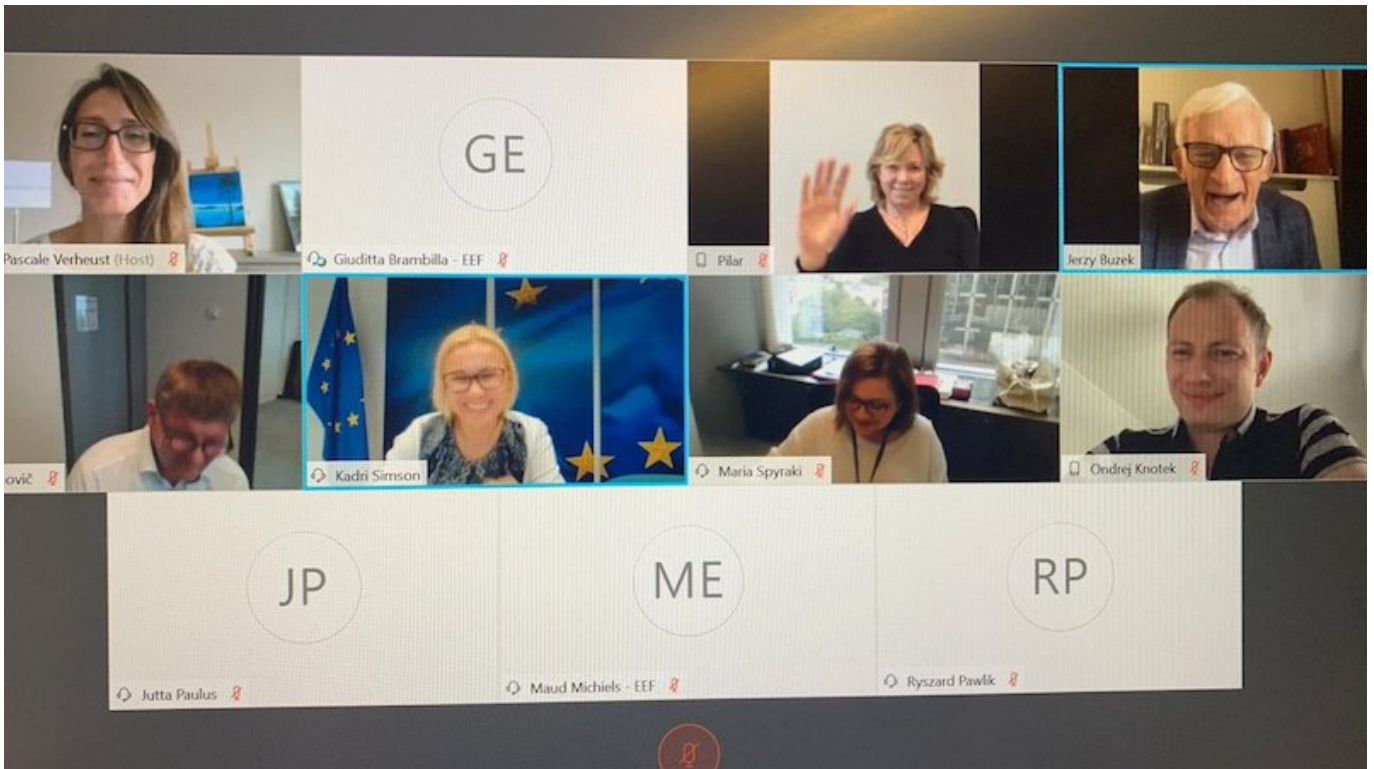 Pascale Verheust (Host)
GE
Giuditta Brambilla - EEF
Pilar
Jerzy Buzek
ovič
Kadri Simson
Maria Spyraki
Ondrej Knotek
JP
Jutta Paulus
ME
Maud Michiels - EEF
RP
Ryszard Pawlik